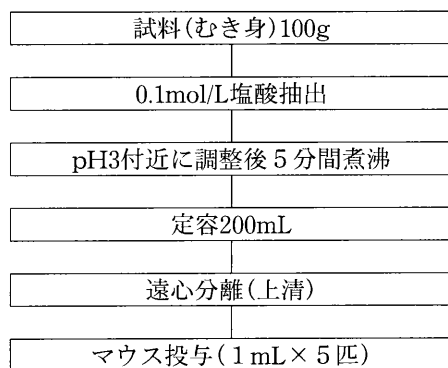 試料(むき身)100g
0.1mol/L塩酸抽出
pH3付近に調整後5分間煮沸
定容200mL
遠心分離(上清)
マウス投与(1mL×5匹)